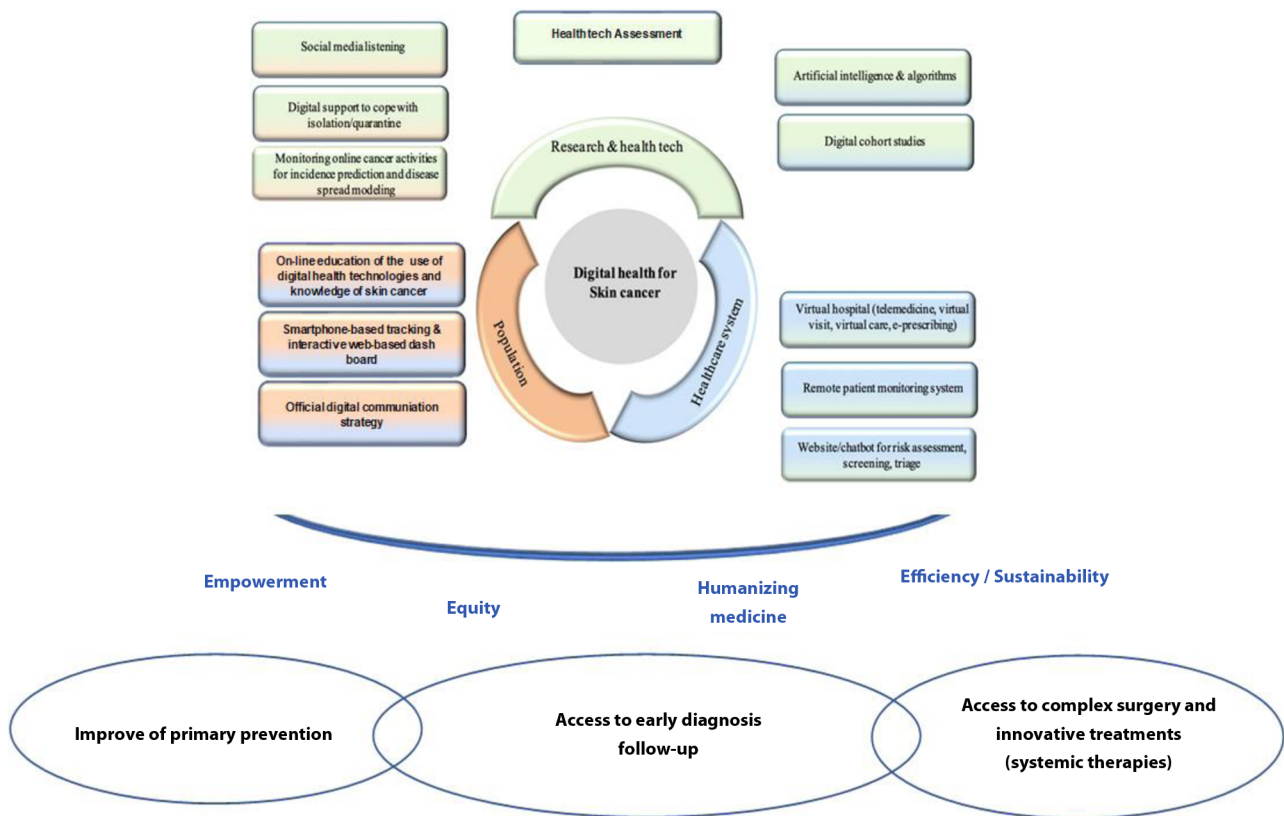 Social media listening
Digital support to cope with
isolation/quarantine
Monitoring online cancer activities
for incidence prediction and disease
spread modeling
Health tech Assessment
Artificial intelligence & algorithms
Digital cohort studies
Research & health tech
Digital health for
Skin cancer
Population
Healthcare system
On-line education of the use of
digital health technologies and
knowledge of skin cancer
Smartphone-based tracking &
interactive web-based dash
board
Official digital communiation
strategy
Virtual hospital (telemedicine, virtual
visit, virtual care, e-prescribing)
Remote patient monitoring system
Website/chatbot for risk assessment,
screening, triage
Empowerment
Equity
Humanizing
medicine
Efficiency / Sustainability
Improve of primary prevention
Access to early diagnosis
follow-up
Access to complex surgery and
innovative treatments
(systemic therapies)